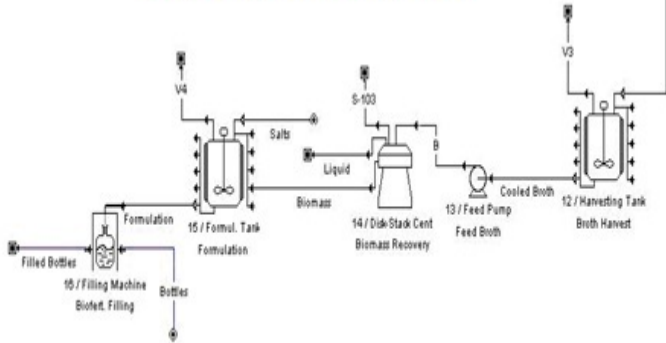 V3
V4
S-103
Salts
B
Liquid
Cooled Broth
Biomass
12 / Harvesting Tank
Broth Harvest
13 / Feed Pump
Feed Broth
14 / Disk-Stack Cent
Biomass Recovery
Formulation
15 / Formul. Tank
Formulation
Filled Bottles
16 / Filling Machine
Biofert. Filling
Bottles